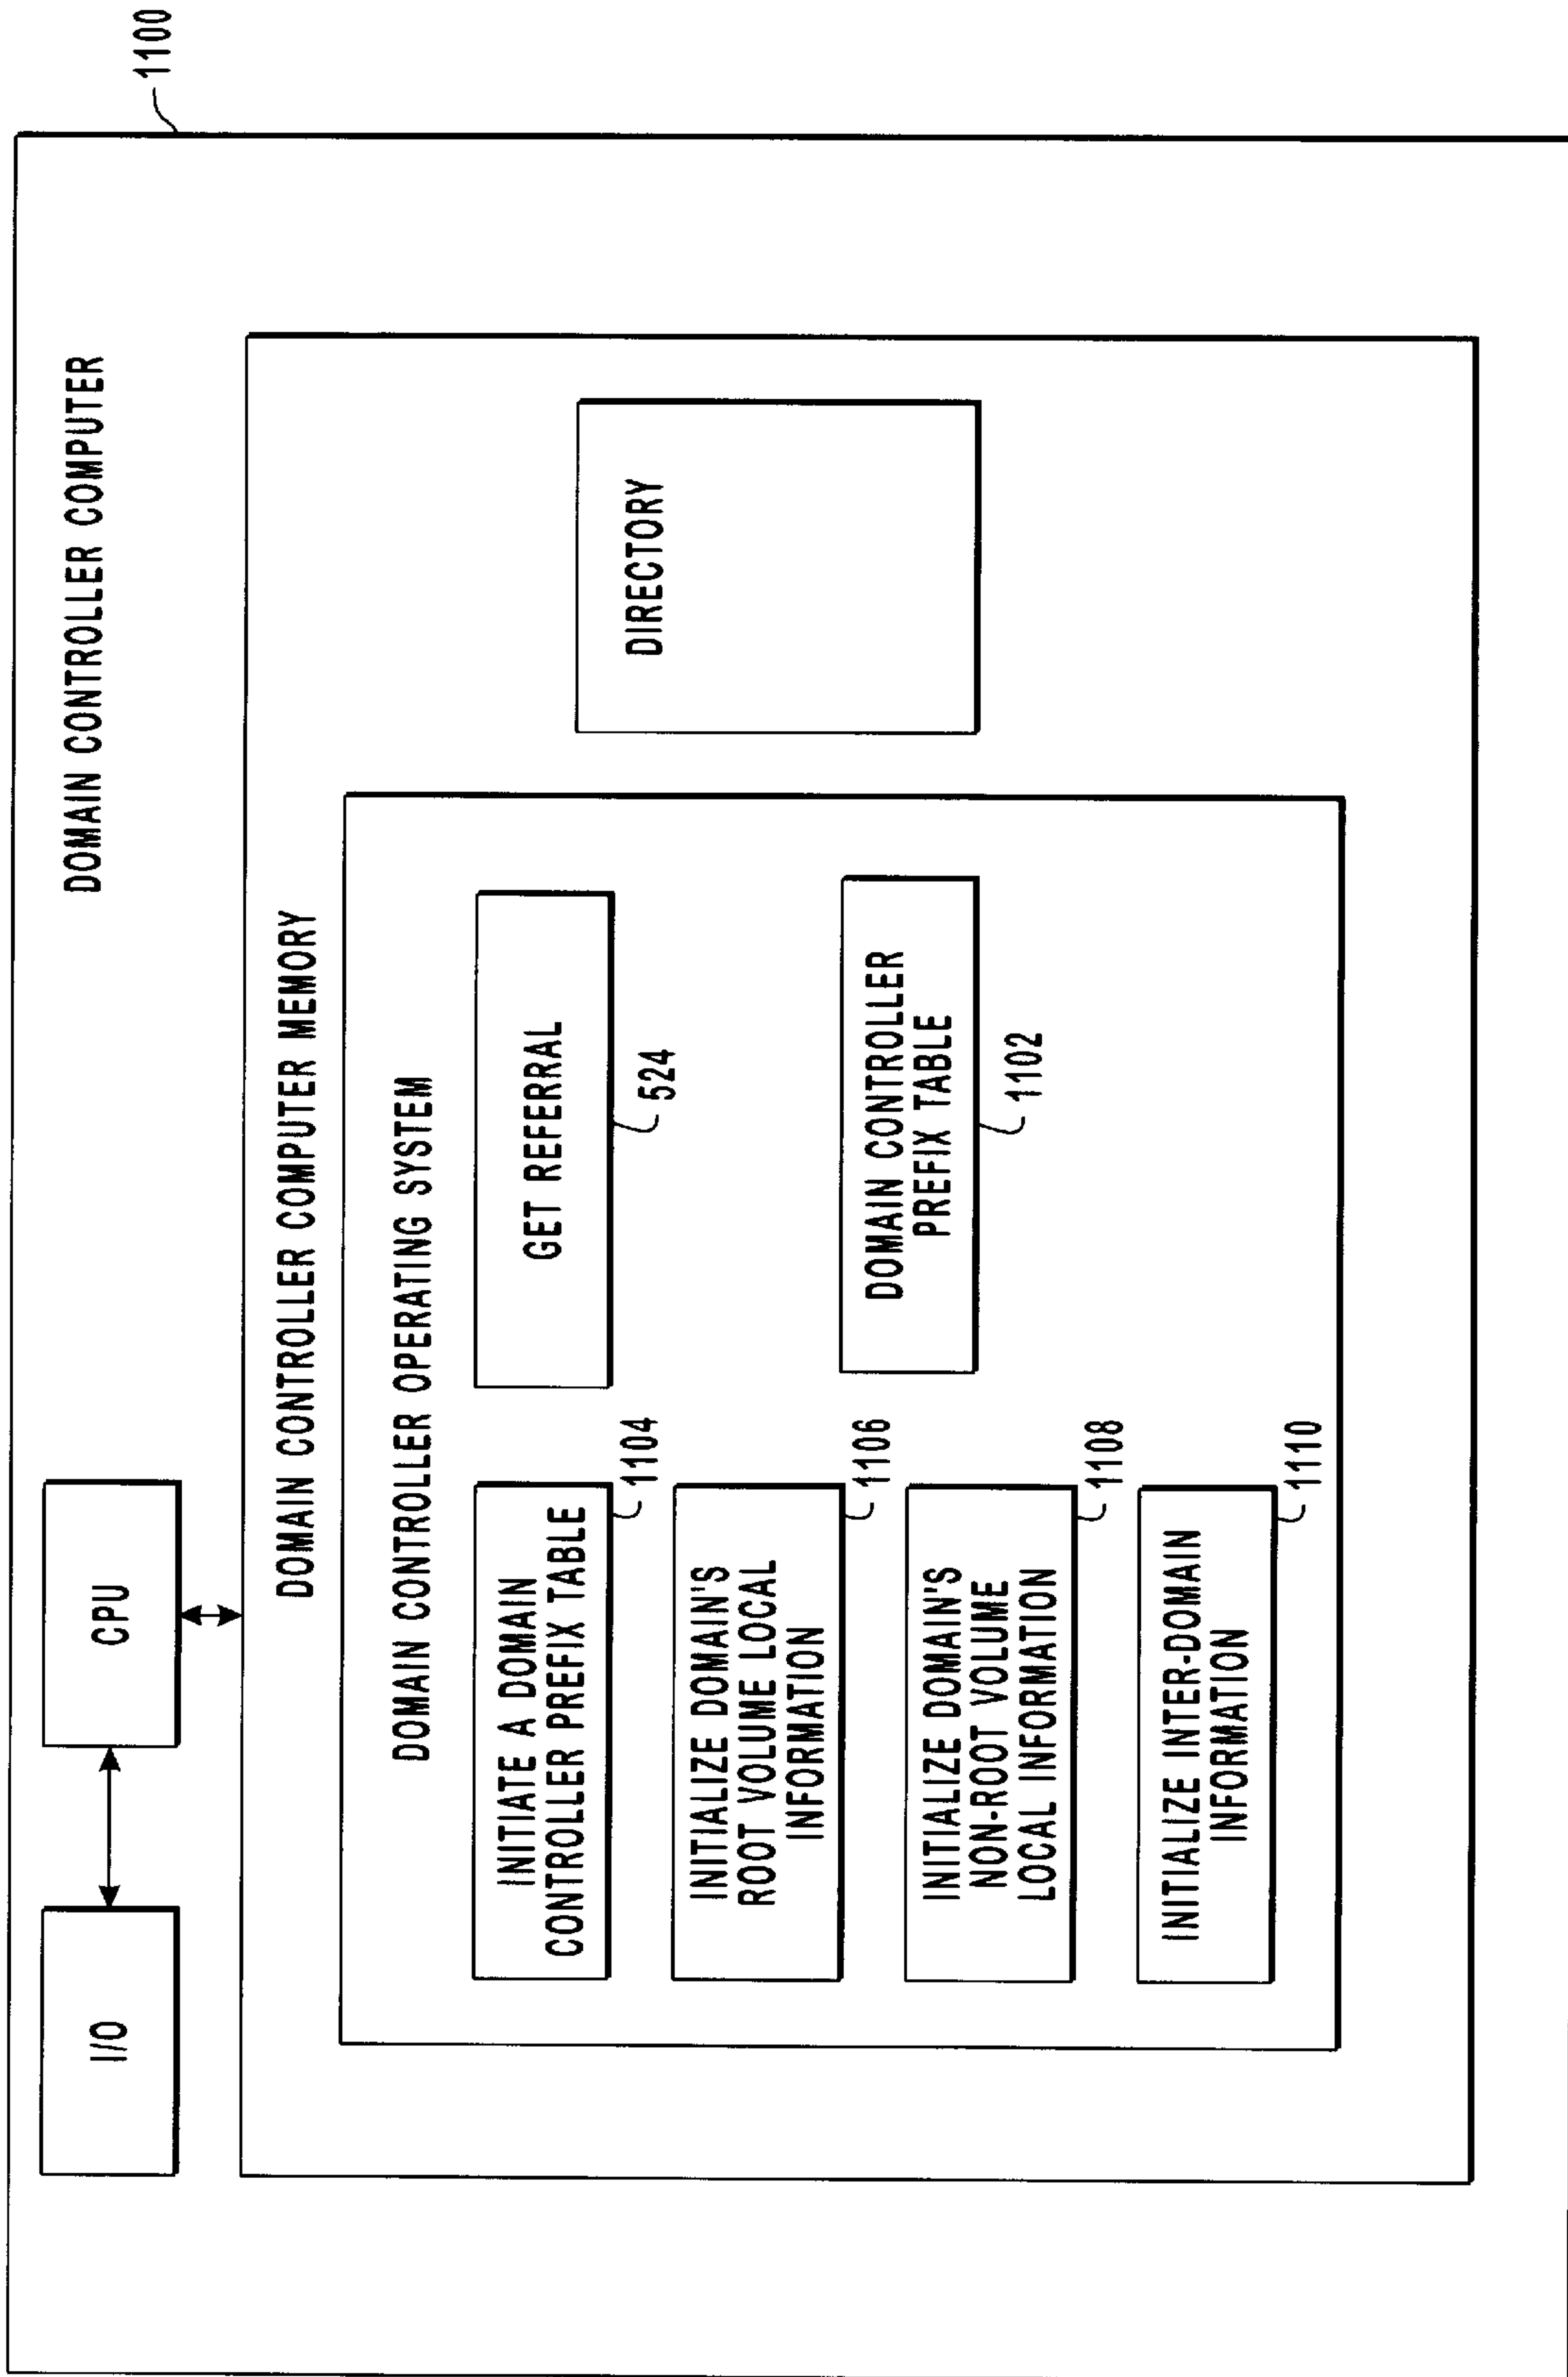 1100
DOMAIN CONTROLLER COMPUTER
I/O
CPU
DOMAIN CONTROLLER COMPUTER MEMORY
DOMAIN CONTROLLER OPERATING SYSTEM
INITIATE A DOMAIN
CONTROLLER PREFIX TABLE
1104
INITIALIZE DOMAIN'S
ROOT VOLUME LOCAL
INFORMATION
1106
INITIALIZE DOMAIN'S
NON-ROOT VOLUME
LOCAL INFORMATION
1108
INITIALIZE INTER-DOMAIN
INFORMATION
1110
GET REFERRAL
524
DOMAIN CONTROLLER
PREFIX TABLE
1102
DIRECTORY